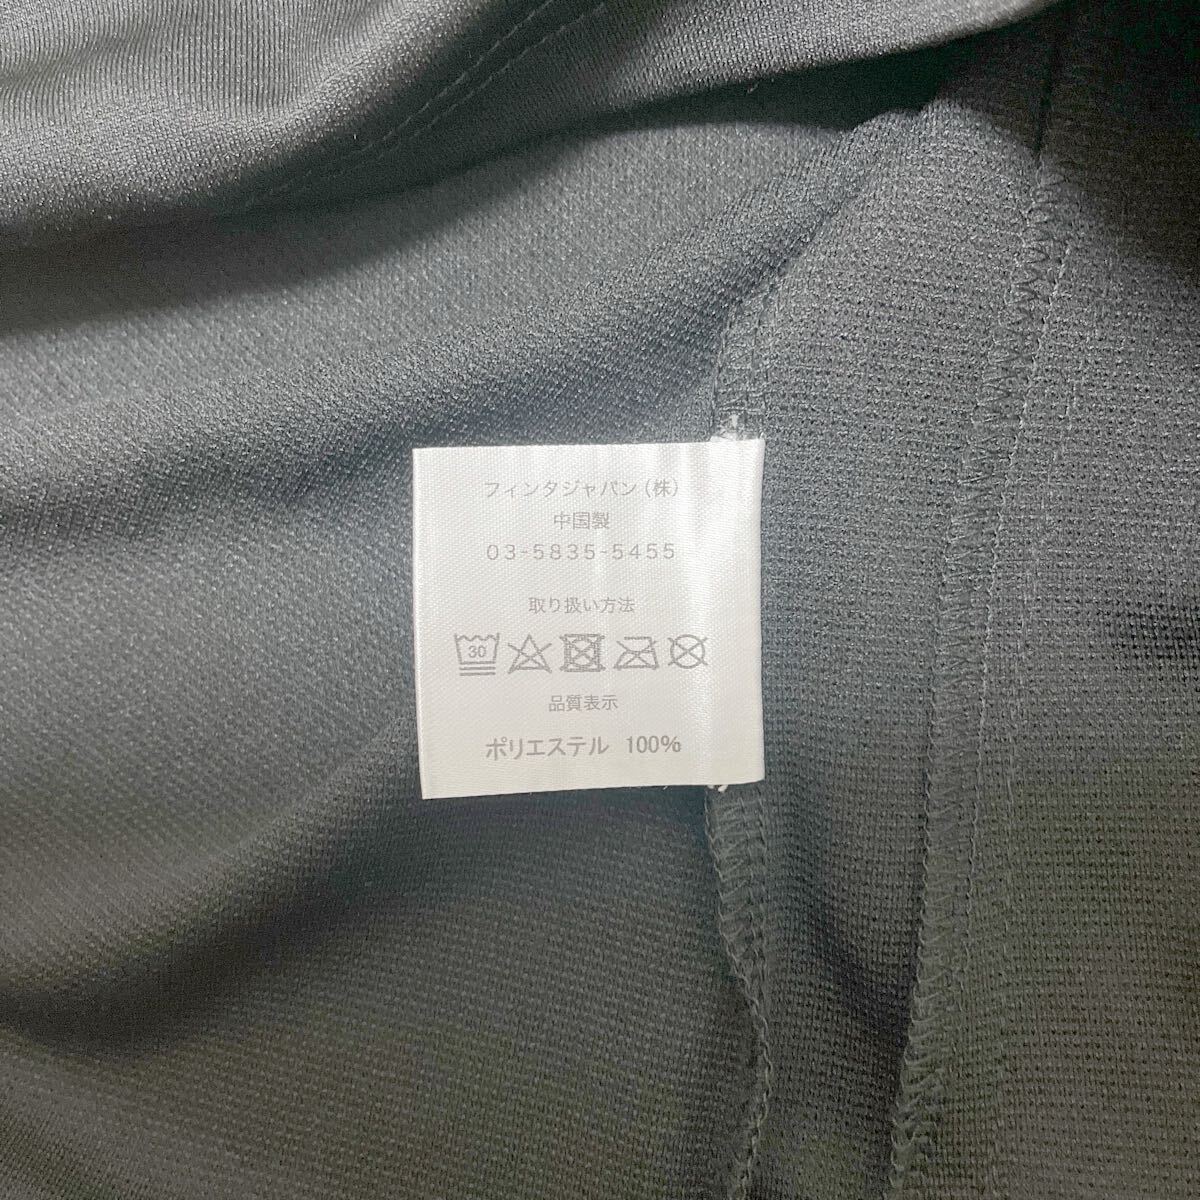 フィンタジャパン(株)
中国製
03-5835-5455
取り扱い方法
30
品質表示
ポリエステル 100%